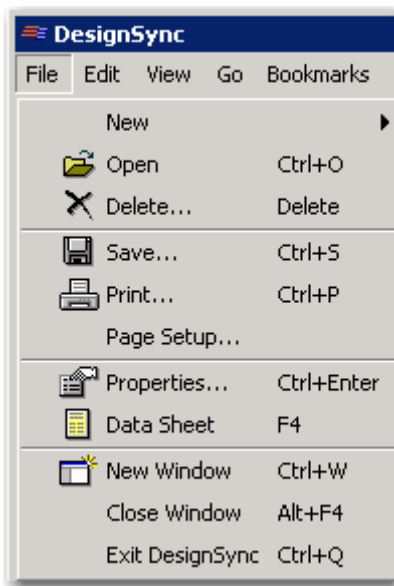 DesignSync
File Edit View Go Bookmarks
New
Open Ctrl+O
Delete... Delete
Save... Ctrl+S
Print... Ctrl+P
Page Setup...
Properties... Ctrl+Enter
Data Sheet F4
New Window Ctrl+W
Close Window Alt+F4
Exit DesignSync Ctrl+Q